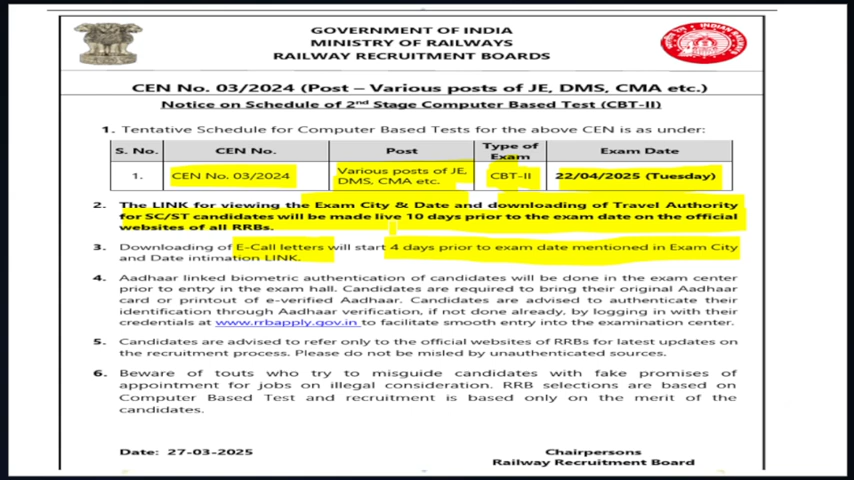 GOVERNMENT OF INDIA
MINISTRY OF RAILWAYS
RAILWAY RECRUITMENT BOARDS
CEN No. 03/2024 (Post – Various posts of JE, DMS, CMA etc.)
Notice on Schedule of 2nd Stage Computer Based Test (CBT-II)
1. Tentative Schedule for Computer Based Tests for the above CEN is as under:
S. No. CEN No. Post Type of Exam Exam Date
1. CEN No. 03/2024 Various posts of JE, DMS, CMA etc. CBT-II 22/04/2025 (Tuesday)
2. The LINK for viewing the Exam City & Date and downloading of Travel Authority
for SC/ST candidates will be made live 10 days prior to the exam date on the official
websites of all RRBs.
3. Downloading of E-Call letters will start 4 days prior to exam date mentioned in Exam City
and Date intimation LINK.
4. Aadhaar linked biometric authentication of candidates will be done in the exam center
prior to entry in the exam hall. Candidates are required to bring their original Aadhaar
card or printout of e-verified Aadhaar. Candidates are advised to authenticate their
identification through Aadhaar verification, if not done already, by logging in with their
credentials at www.rrbapply.gov.in to facilitate smooth entry into the examination center.
5. Candidates are advised to refer only to the official websites of RRBs for latest updates on
the recruitment process. Please do not be misled by unauthenticated sources.
6. Beware of touts who try to misguide candidates with fake promises of
appointment for jobs on illegal consideration. RRB selections are based on
Computer Based Test and recruitment is based only on the merit of the
candidates.
Date: 27-03-2025
Chairpersons
Railway Recruitment Board